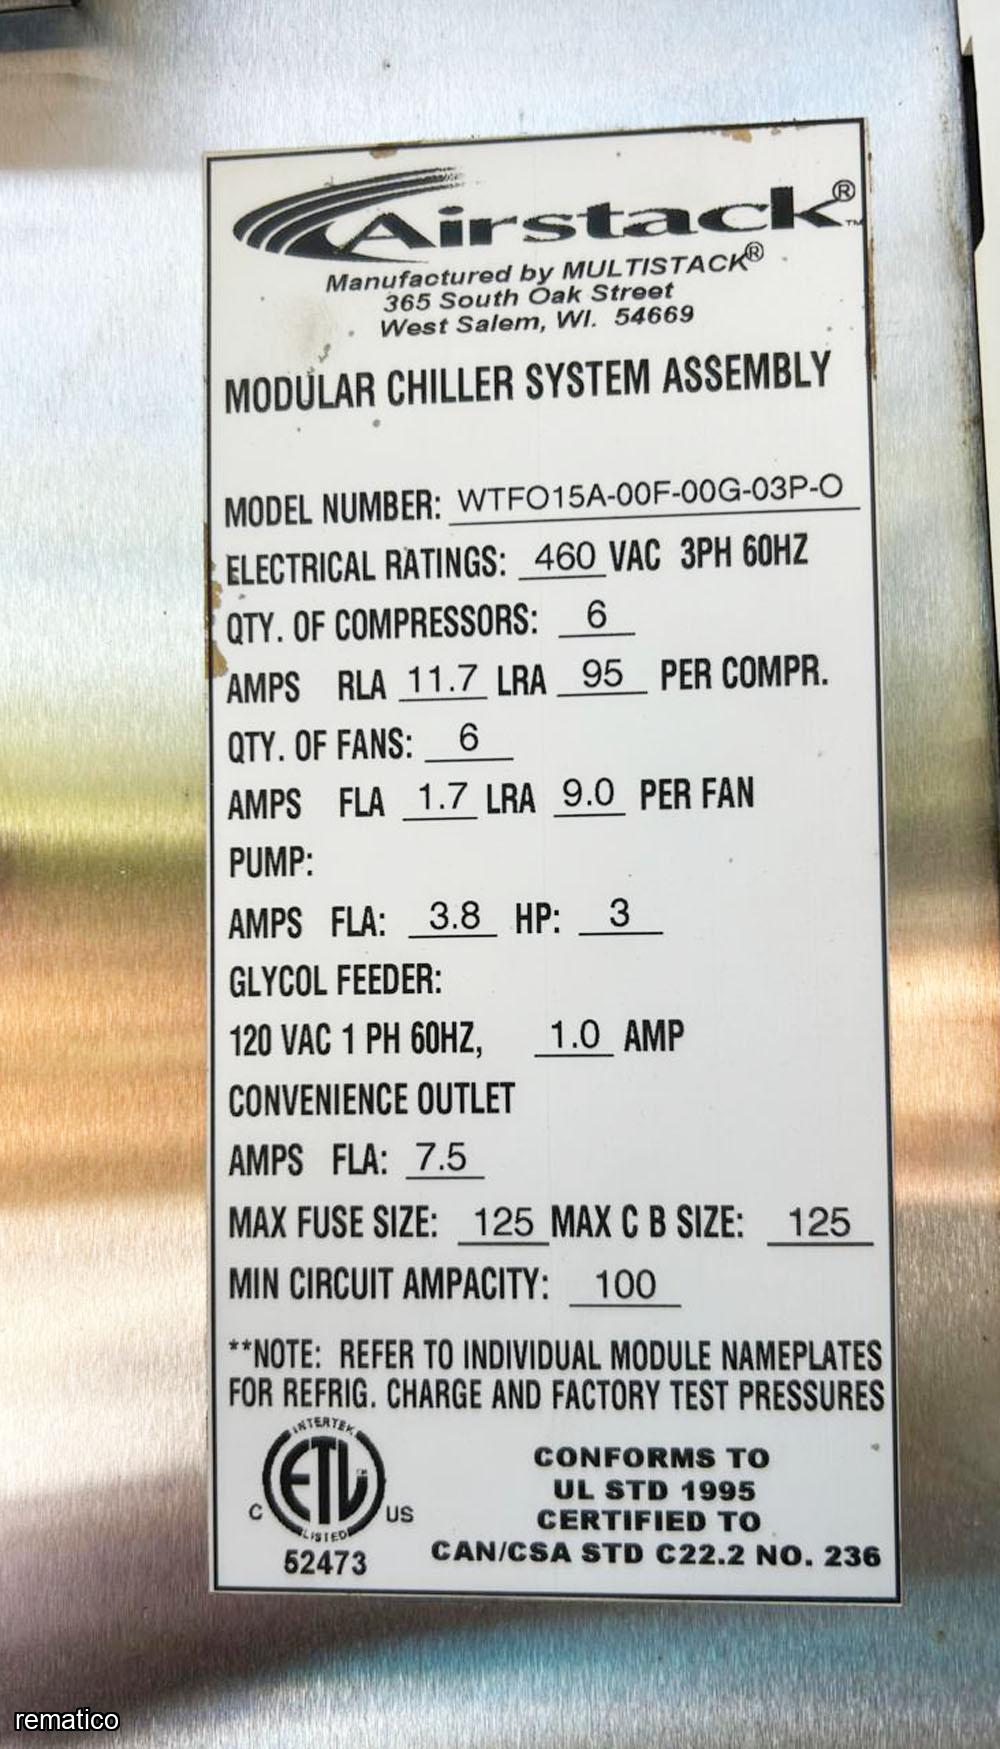 Airstack®™
Manufactured by MULTISTACK®
365 South Oak Street
West Salem, WI. 54669
MODULAR CHILLER SYSTEM ASSEMBLY
MODEL NUMBER: WTFO15A-00F-00G-03P-O
ELECTRICAL RATINGS: 460 VAC 3PH 60HZ
QTY. OF COMPRESSORS: 6
AMPS RLA 11.7 LRA 95 PER COMPR.
QTY. OF FANS: 6
AMPS FLA 1.7 LRA 9.0 PER FAN
PUMP:
AMPS FLA: 3.8 HP: 3
GLYCOL FEEDER:
120 VAC 1 PH 60HZ, 1.0 AMP
CONVENIENCE OUTLET
AMPS FLA: 7.5
MAX FUSE SIZE: 125 MAX C B SIZE: 125
MIN CIRCUIT AMPACITY: 100
**NOTE: REFER TO INDIVIDUAL MODULE NAMEPLATES
FOR REFRIG. CHARGE AND FACTORY TEST PRESSURES
INTERTEK
C ETL US
LISTED
52473
CONFORMS TO
UL STD 1995
CERTIFIED TO
CAN/CSA STD C22.2 NO. 236
rematico